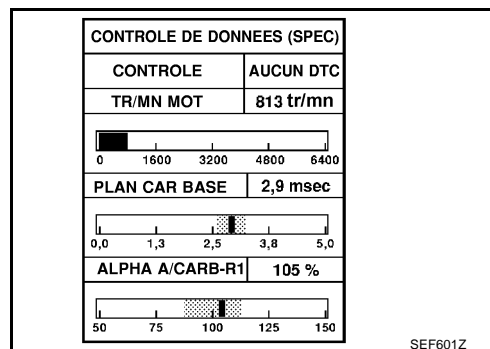 CONTROLE DE DONNEES (SPEC)
CONTROLE AUCUN DTC
TR/MN MOT 813 tr/mn
0 1600 3200 4800 6400
PLAN CAR BASE 2,9 msec
0,0 1,3 2,5 3,8 5,0
ALPHA A/CARB-R1 105 %
50 75 100 125 150
SEF601Z